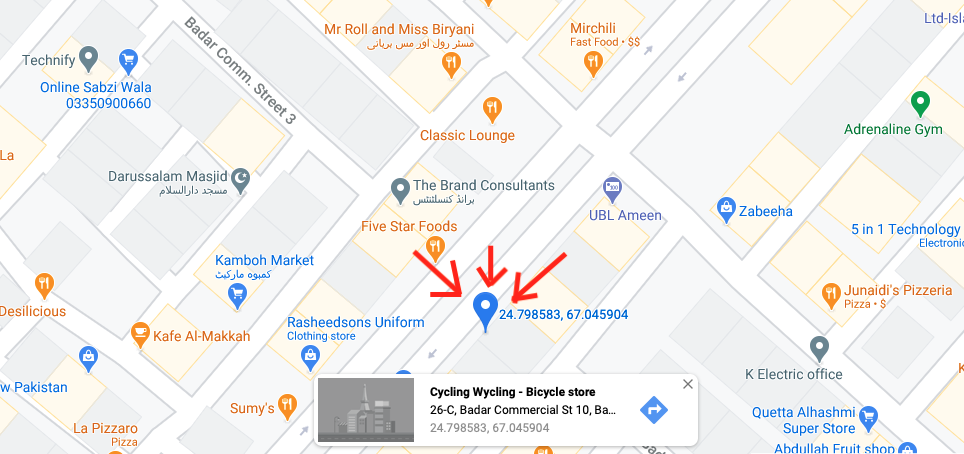 Ltd-Isla
Mr Roll and Miss Biryani
مسٹر رول اور مس بریانی
Mirchili
Fast Food • $$
Badar Comm. Street 3
Technify
Online Sabzi Wala
03350900660
Classic Lounge
Adrenaline Gym
La
Darussalam Masjid
مسجد دارالسلام
The Brand Consultants
برانڈ کنسلٹنٹس
UBL Ameen
Zabeeha
Five Star Foods
5 in 1 Technology
Electronic
Kamboh Market
کمبوہ مارکیٹ
Desilicious
Junaidi's Pizzeria
Pizza • $
24.798583, 67.045904
Rasheedsons Uniform
Clothing store
Kafe Al-Makkah
K Electric office
w Pakistan
Cycling Wycling - Bicycle store
26-C, Badar Commercial St 10, Ba...
24.798583, 67.045904
Sumy's
La Pizzaro
Pizza
Quetta Alhashmi
Super Store
Abdullah Fruit shop